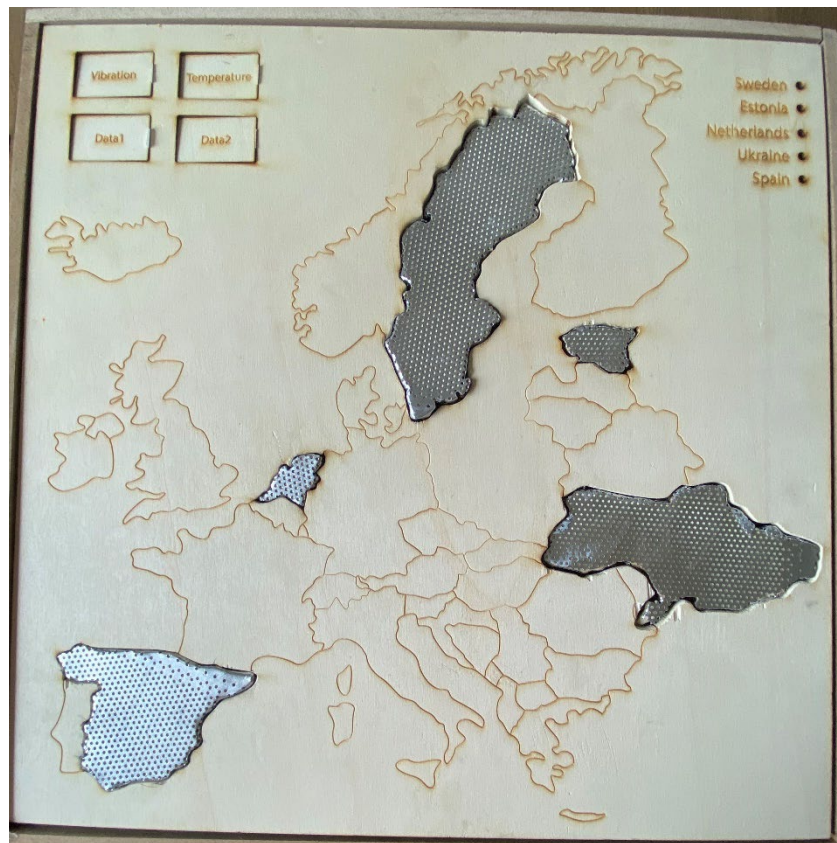 Vibration
Temperature
Data1
Data2
Sweden
Estonia
Netherlands
Ukraine
Spain